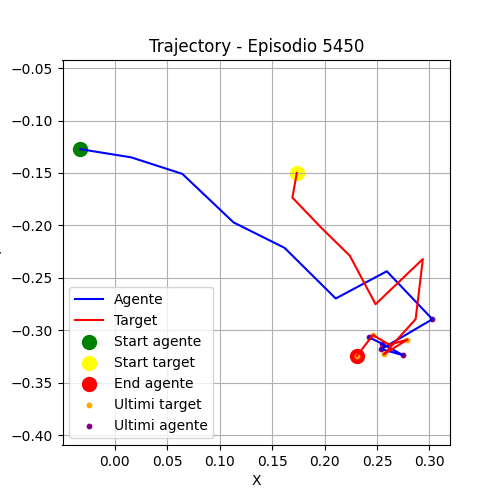 Trajectory - Episodio 5450
−0.05
−0.10
−0.15
−0.20
−0.25
−0.30
−0.35
−0.40
Agente
Target
Start agente
Start target
End agente
Ultimi target
Ultimi agente
0.00 0.05 0.10 0.15 0.20 0.25 0.30
X